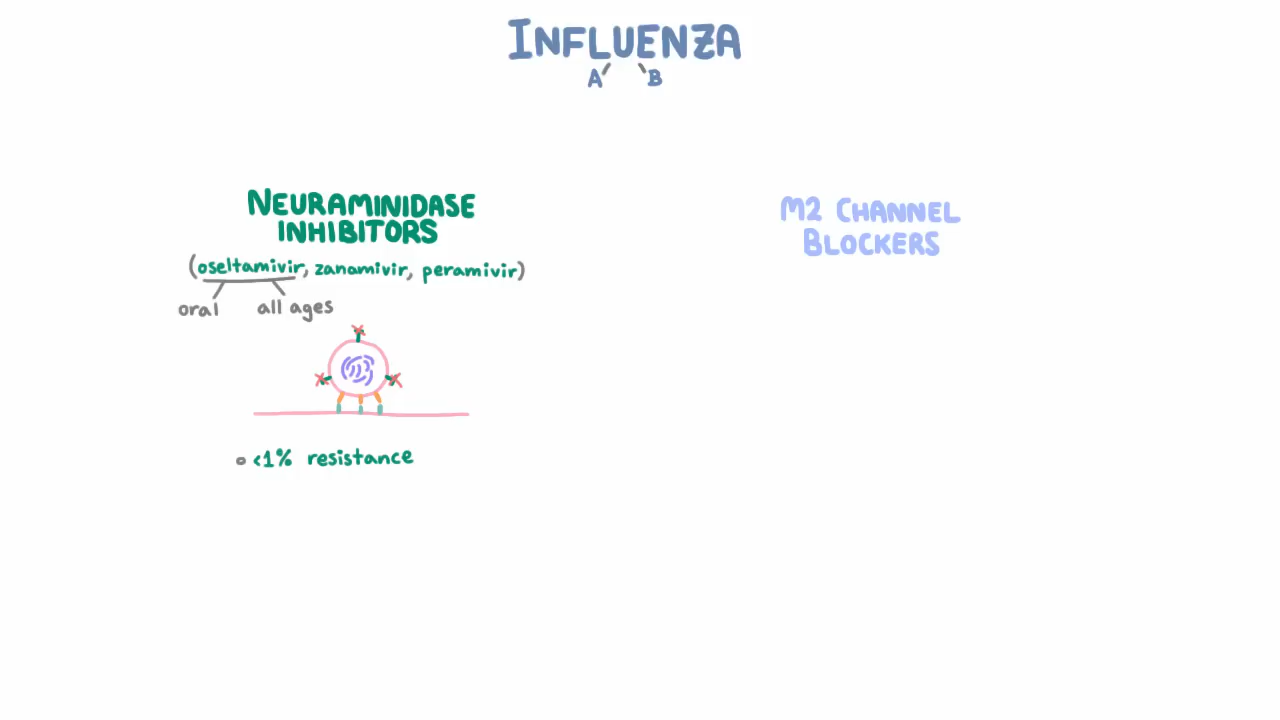 INFLUENZA
A B
NEURAMINIDASE
INHIBITORS
(oseltamivir, zanamivir, peramivir)
oral all ages
<1% resistance
M2 CHANNEL
BLOCKERS